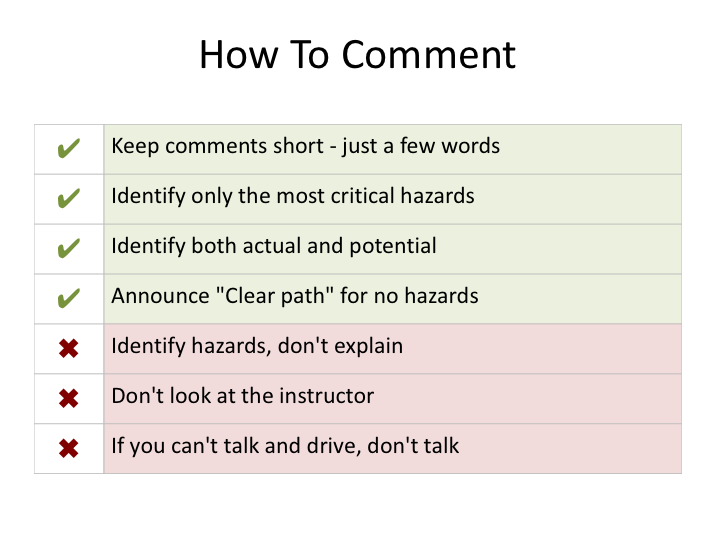 How To Comment
✔ Keep comments short - just a few words
✔ Identify only the most critical hazards
✔ Identify both actual and potential
✔ Announce "Clear path" for no hazards
✖ Identify hazards, don't explain
✖ Don't look at the instructor
✖ If you can't talk and drive, don't talk